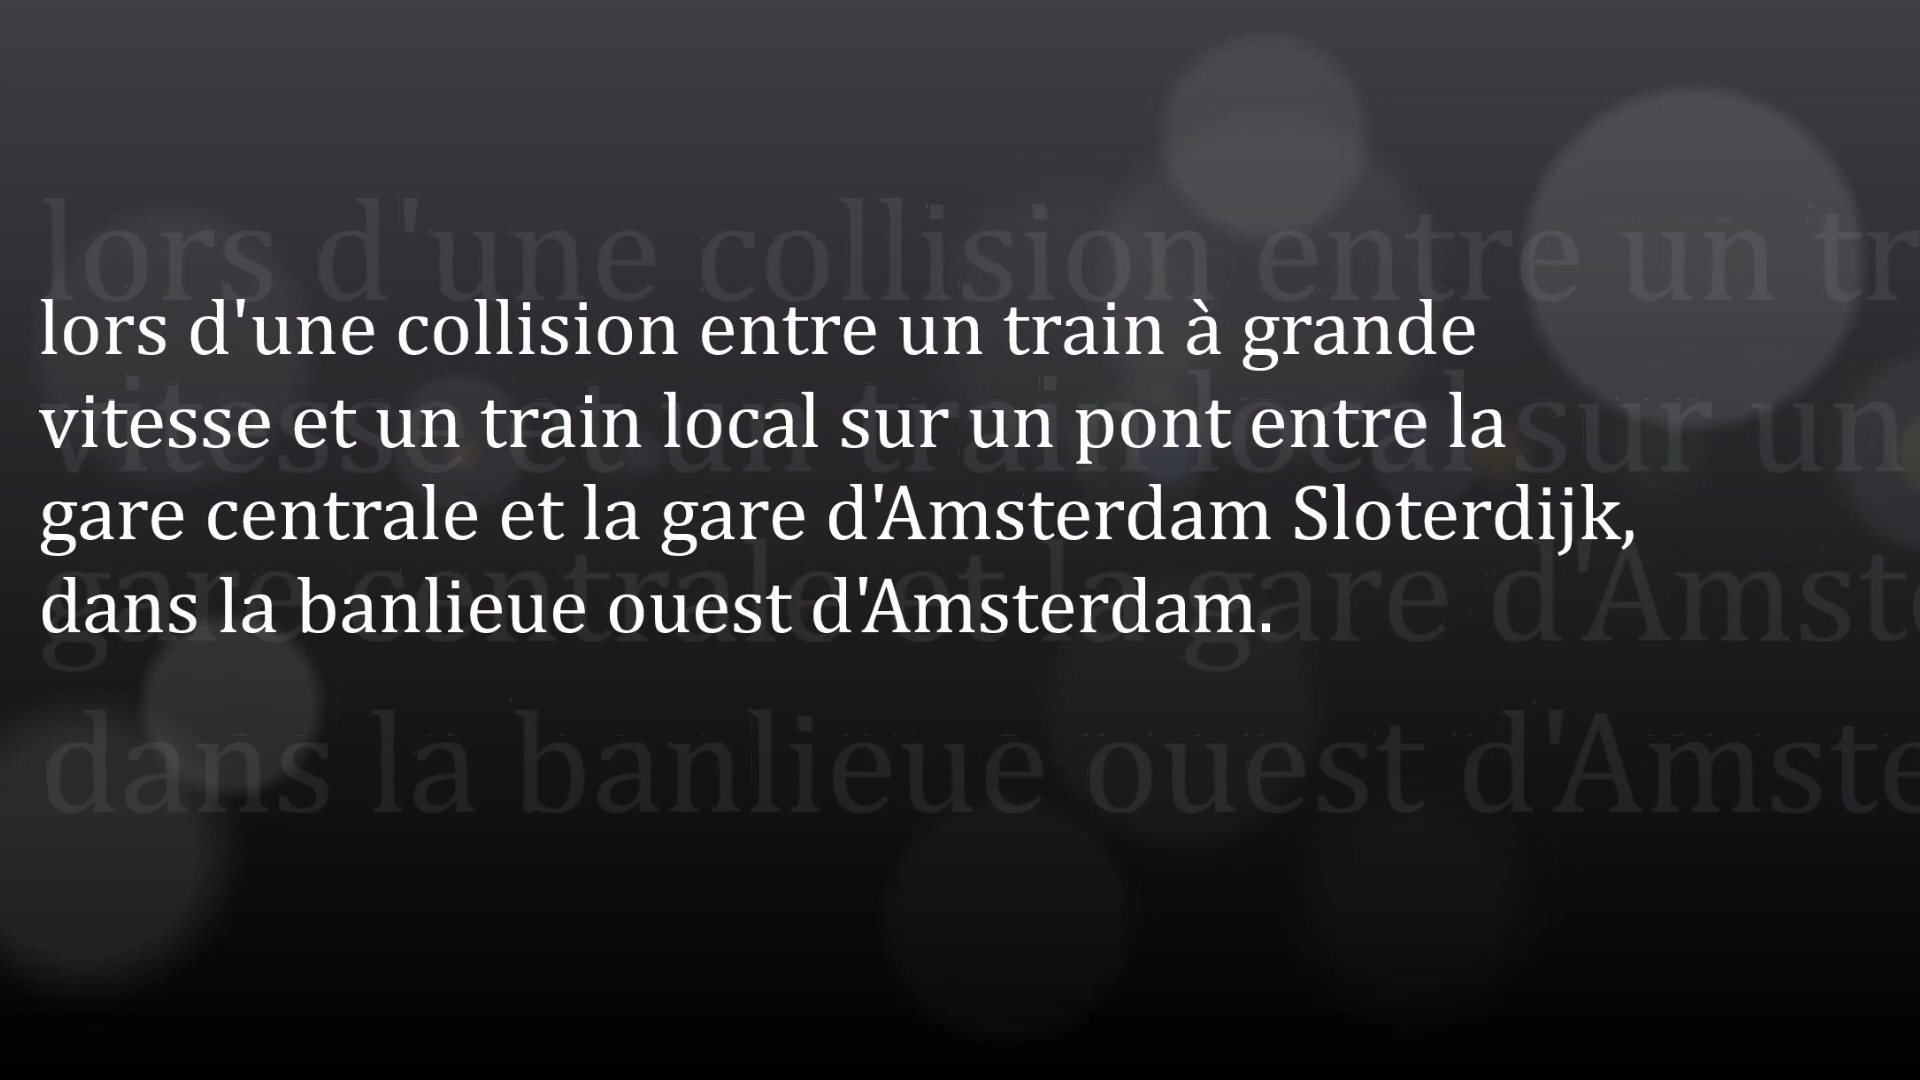 lors d'une collision entre un train à grande
vitesse et un train local sur un pont entre la
gare centrale et la gare d'Amsterdam Sloterdijk,
dans la banlieue ouest d'Amsterdam.